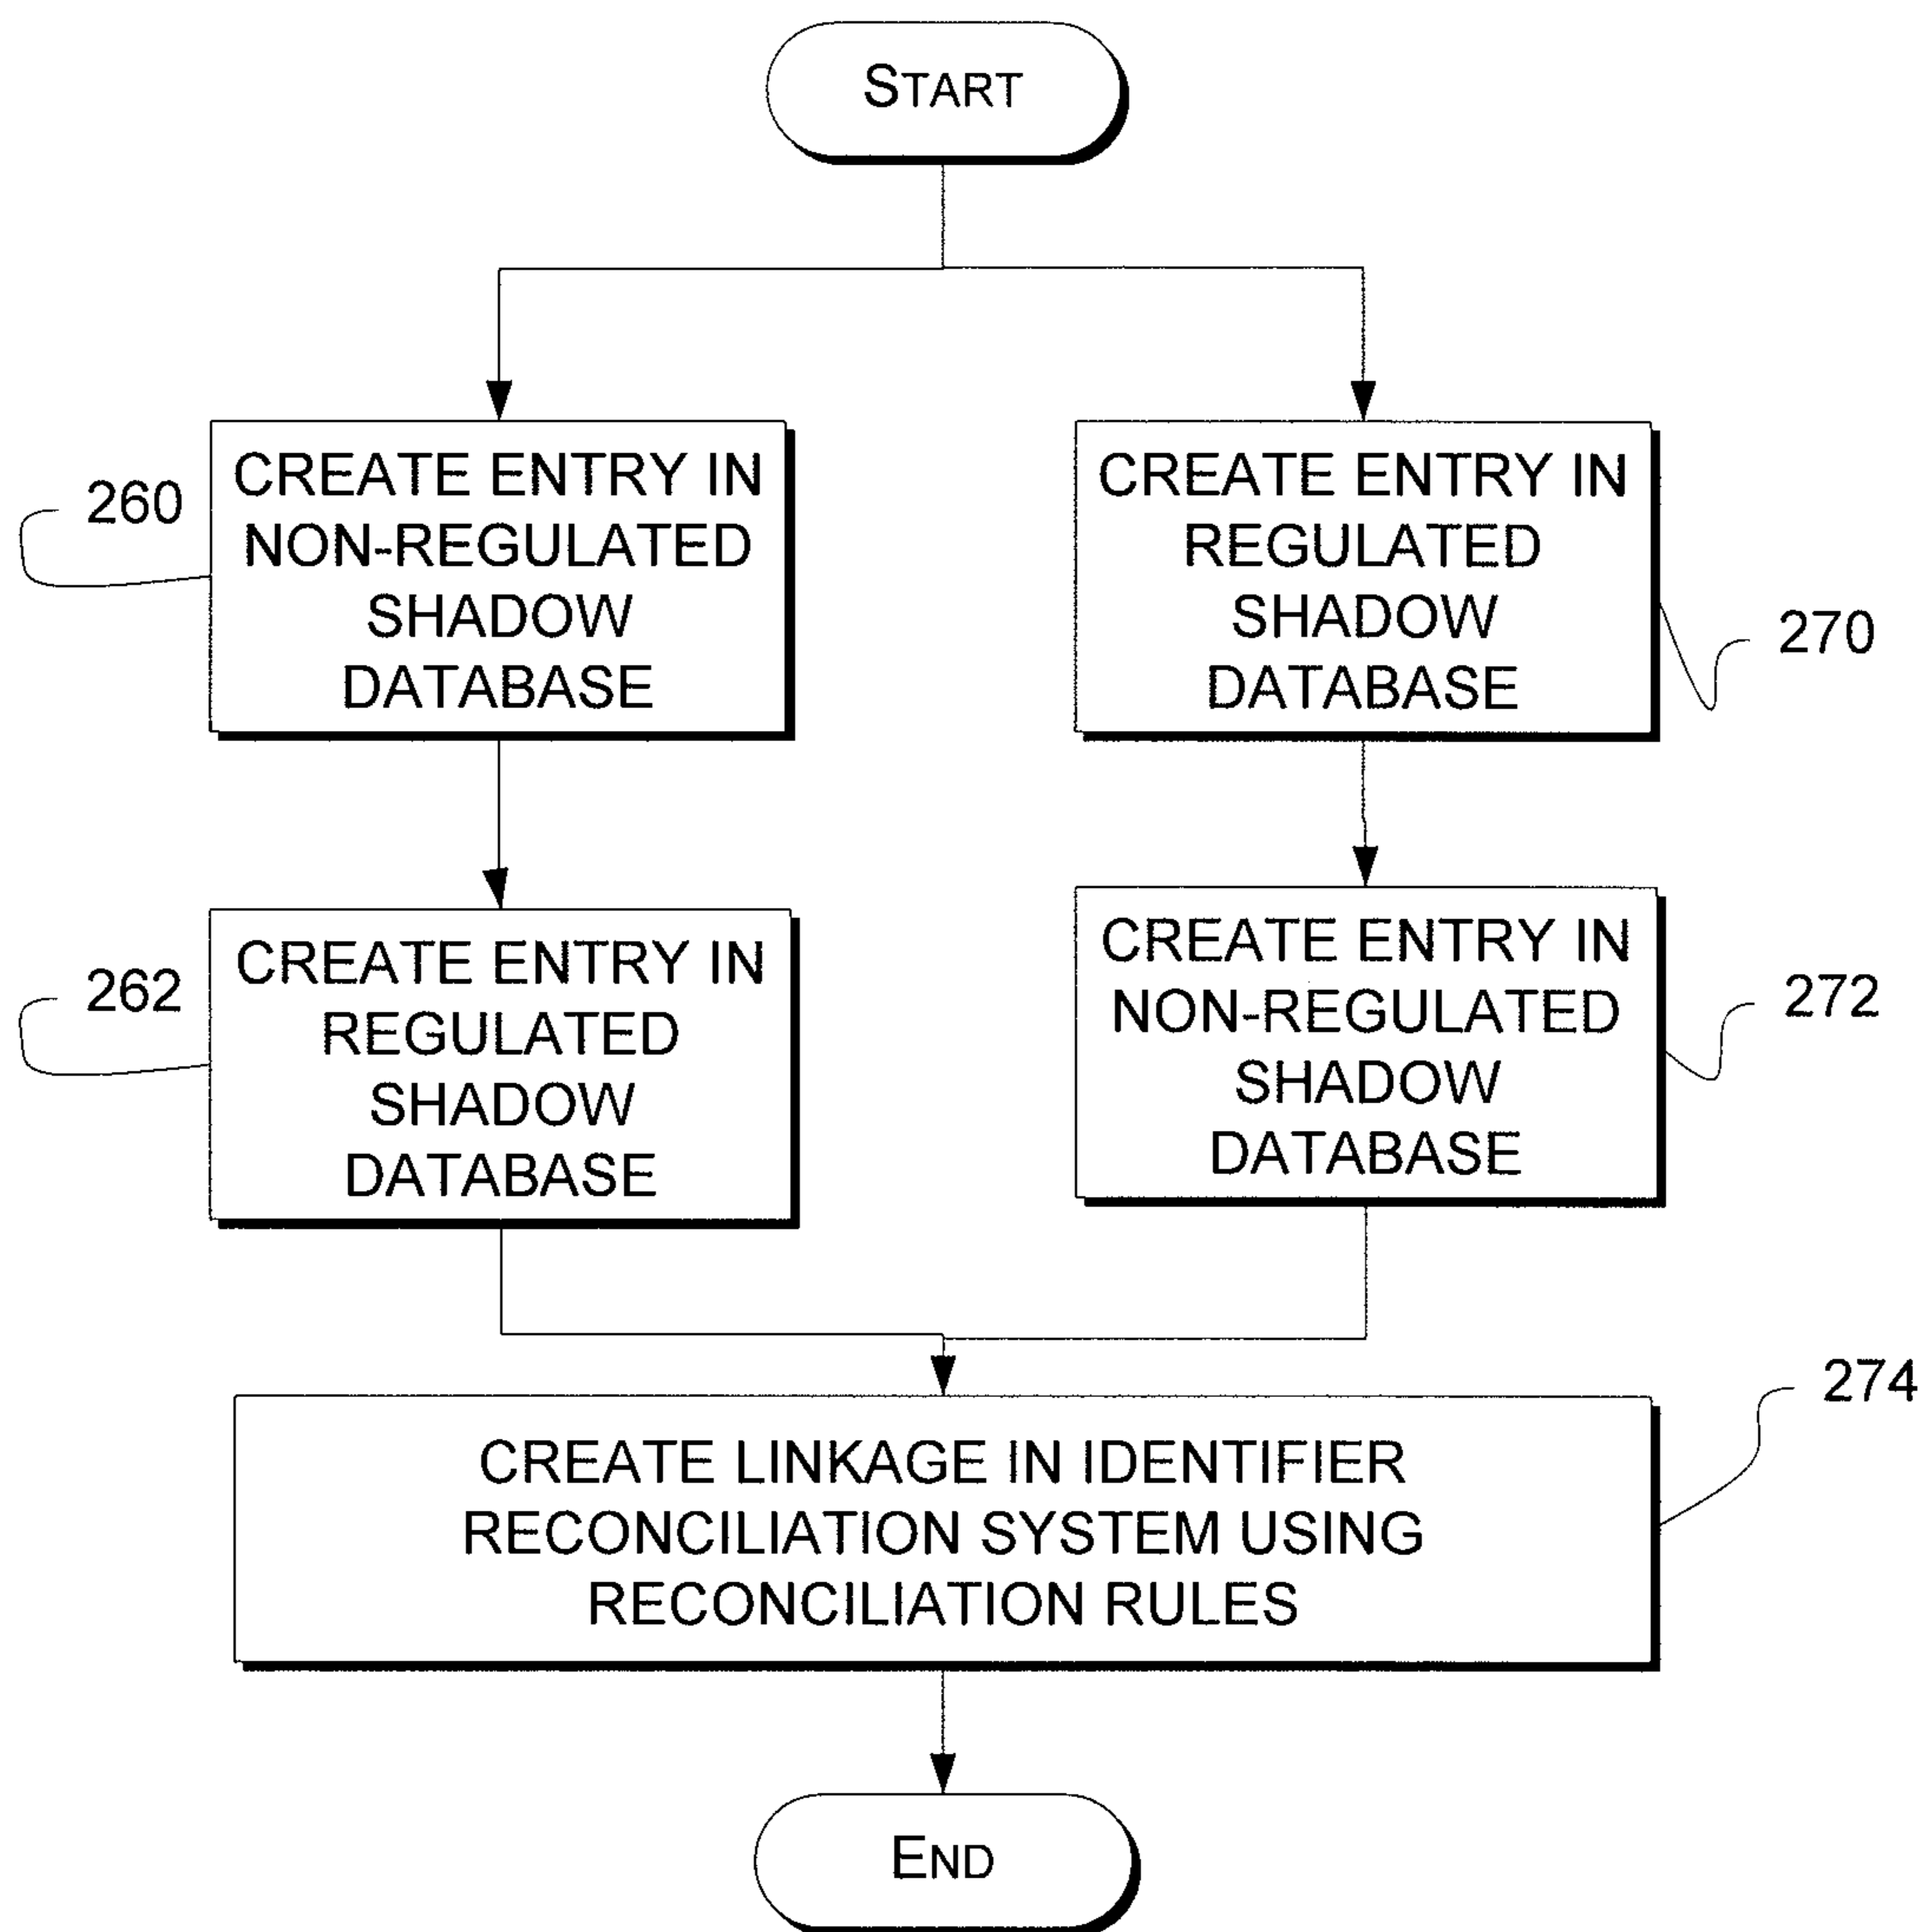 START
260
CREATE ENTRY IN
NON-REGULATED
SHADOW
DATABASE
CREATE ENTRY IN
REGULATED
SHADOW
DATABASE
270
262
CREATE ENTRY IN
REGULATED
SHADOW
DATABASE
CREATE ENTRY IN
NON-REGULATED
SHADOW
DATABASE
272
274
CREATE LINKAGE IN IDENTIFIER
RECONCILIATION SYSTEM USING
RECONCILIATION RULES
END